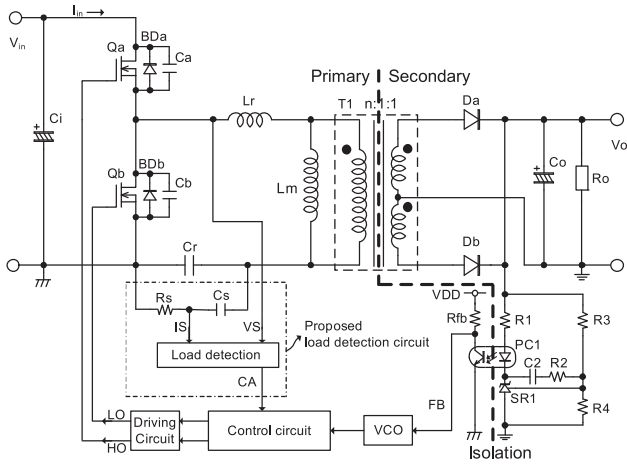 I_in →
V_in
Qa
BDa
Ca
Ci
Lr
Primary
Secondary
T1 n:1:1
Da
Vo
Qb
BDb
Cb
Lm
Co
Ro
Cr
Db
Rs
Cs
IS
VS
Proposed
load detection circuit
Load detection
CA
VDD
Rfb
R1
R3
PC1
C2
R2
SR1
R4
FB
LO
HO
Driving
Circuit
Control circuit
VCO
Isolation